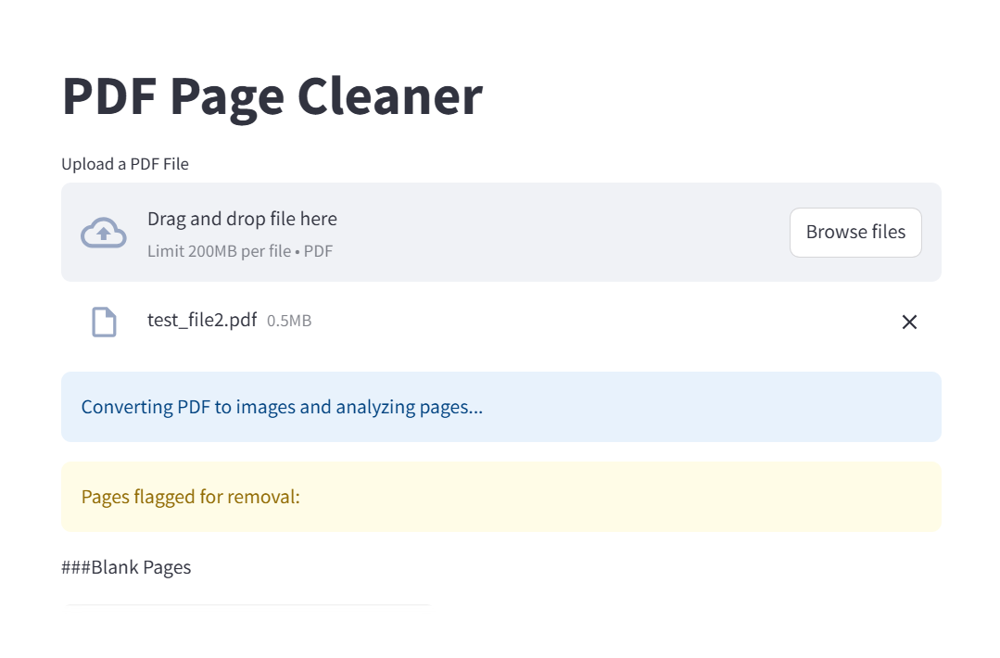 PDF Page Cleaner
Upload a PDF File
Drag and drop file here
Limit 200MB per file • PDF
Browse files
test_file2.pdf 0.5MB
Converting PDF to images and analyzing pages...
Pages flagged for removal:
###Blank Pages